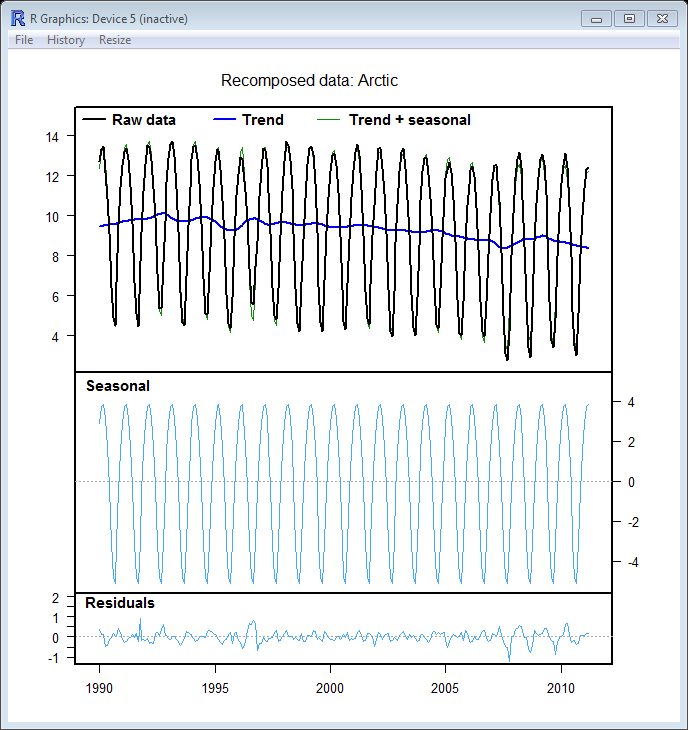 R Graphics: Device 5 (inactive)
File History Resize
Recomposed data: Arctic
Raw data Trend Trend + seasonal
14
12
10
8
6
4
Seasonal
4
2
0
-2
-4
Residuals
2
1
0
-1
1990 1995 2000 2005 2010